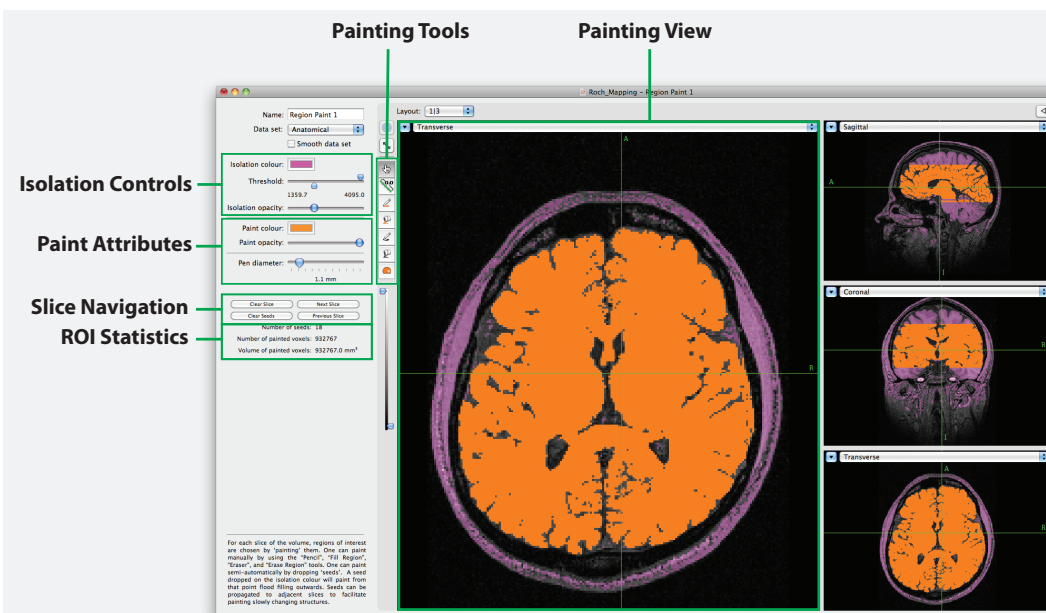 Painting Tools
Painting View
Roch_Mapping - Region Paint 1
Name: Region Paint 1
Data set: Anatomical
Smooth data set
Layout: 1|3
Transverse
A
R
Sagittal
A
I
Isolation Controls
Isolation colour:
Threshold:
1359.7 4095.0
Isolation opacity:
Paint Attributes
Paint colour:
Paint opacity:
Pen diameter:
1.1 mm
Slice Navigation
Clear Slice Next Slice
Clear Seeds Previous Slice
ROI Statistics
Number of seeds: 18
Number of painted voxels: 932767
Volume of painted voxels: 932767.0 mm³
Coronal
R
I
Transverse
A
R
For each slice of the volume, regions of interest
are chosen by 'painting' them. One can paint
manually by using the "Pencil", "Fill Region",
"Eraser", and "Erase Region" tools. One can paint
semi-automatically by dropping 'seeds'. A seed
dropped on the isolation colour will paint from
that point flood filling outwards. Seeds can be
propagated to adjacent slices to facilitate
painting slowly changing structures.